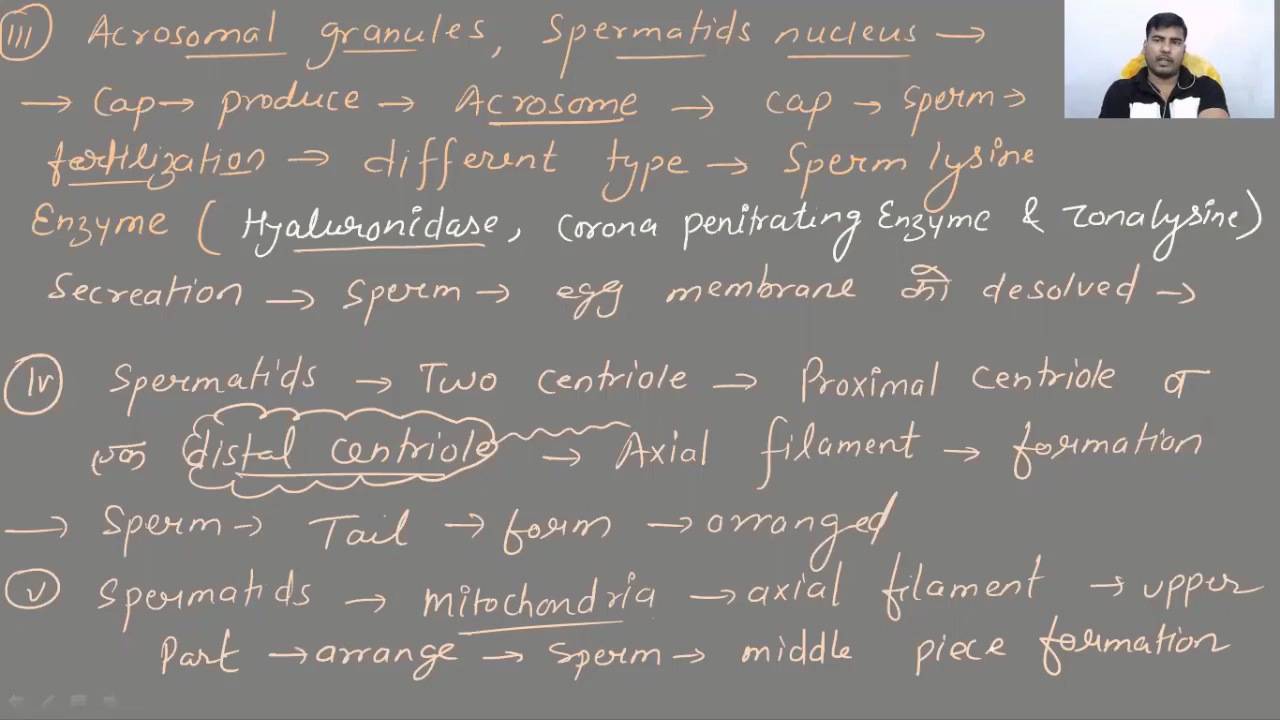 (iii) Acrosomal granules, Spermatids nucleus →
→ Cap → produce → Acrosome → cap → sperm →
fertilization → different type → Sperm lysine
Enzyme ( Hyaluronidase, corona penitrating Enzyme & zonalysine)
Secreation → sperm → egg membrane को desolved →
(iv) Spermatids → Two centriole → Proximal centriole व
एक distal centriole → Axial filament → formation
→ Sperm → Tail → form → arranged
(v) Spermatids → mitochondria → axial filament → upper
Part → arrange → sperm → middle piece formation